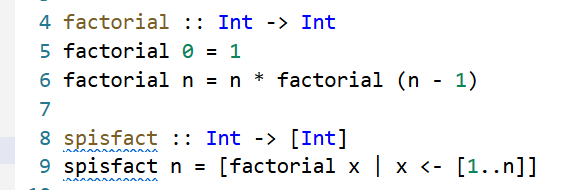 4 factorial :: Int -> Int
5 factorial 0 = 1
6 factorial n = n * factorial (n - 1)
7
8 spisfact :: Int -> [Int]
9 spisfact n = [factorial x | x <- [1..n]]